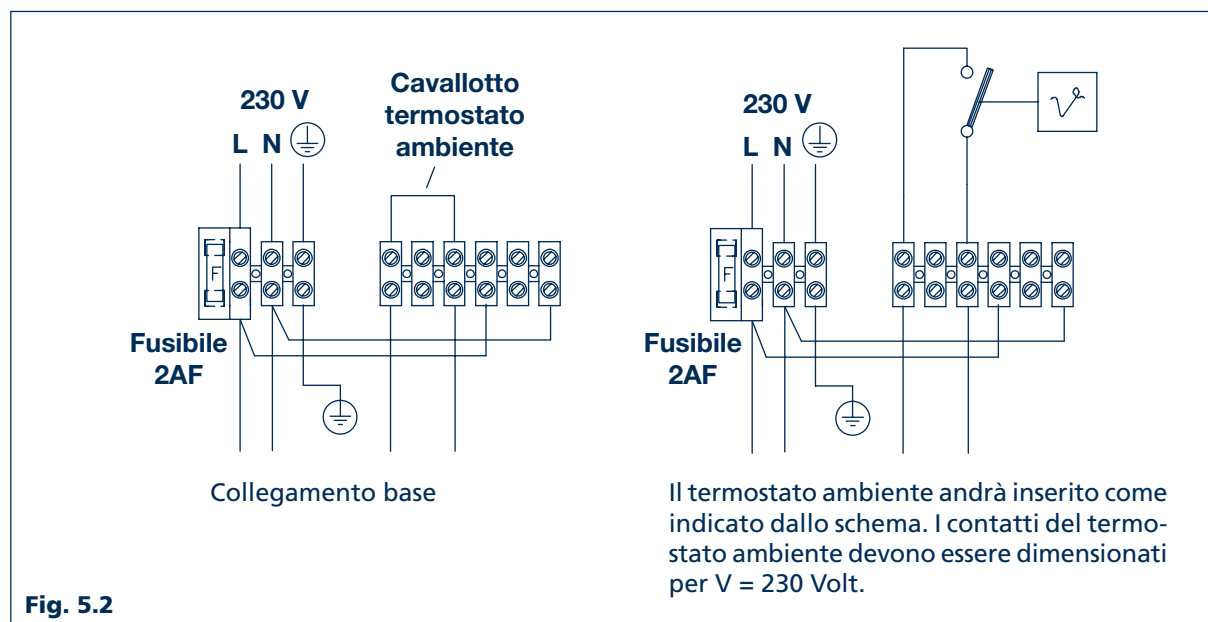 230 V
L N
Cavallotto
termostato
ambiente
F
Fusibile
2AF
Collegamento base
230 V
L N
F
Fusibile
2AF
Il termostato ambiente andrà inserito come
indicato dallo schema. I contatti del termo-
stato ambiente devono essere dimensionati
per V = 230 Volt.
Fig. 5.2